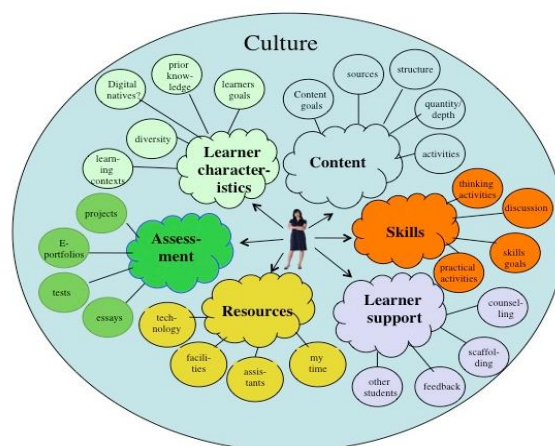 Culture
Digital
natives?
prior
know-
ledge
learners
goals
diversity
learn-
ing
contexts
Learner
character-
istics
Content
goals
sources
structure
quantity/
depth
activities
Content
thinking
activities
discussion
skills
goals
practical
activities
Skills
projects
E-
portfolios
tests
essays
Assess-
ment
Resources
tech-
nology
facili-
ties
assis-
tants
my
time
Learner
support
counsel-
ling
scaffol-
ding
feedback
other
students